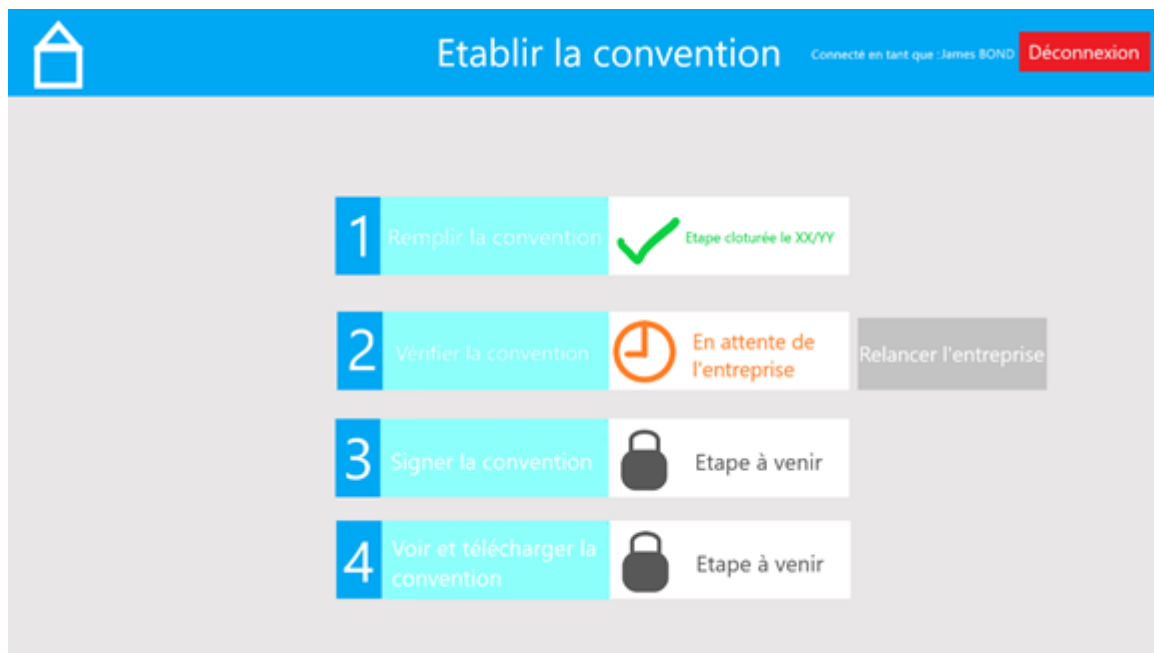 Etablir la convention
Connecté en tant que :James BOND
Déconnexion
1
Remplir la convention
Etape cloturée le XX/YY
2
Vérifier la convention
En attente de
l'entreprise
Relancer l'entreprise
3
Signer la convention
Etape à venir
4
Voir et télécharger la
convention
Etape à venir